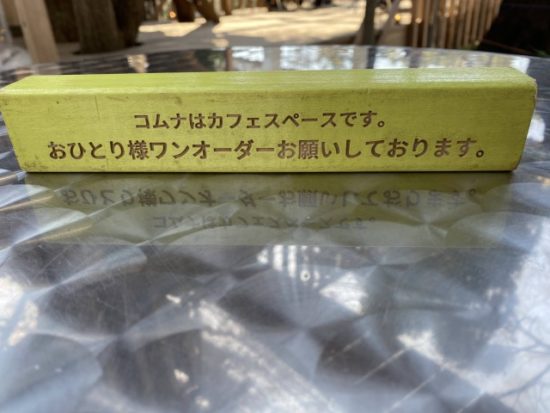 コムナはカフェスペースです。
おひとり様ワンオーダーお願いしております。